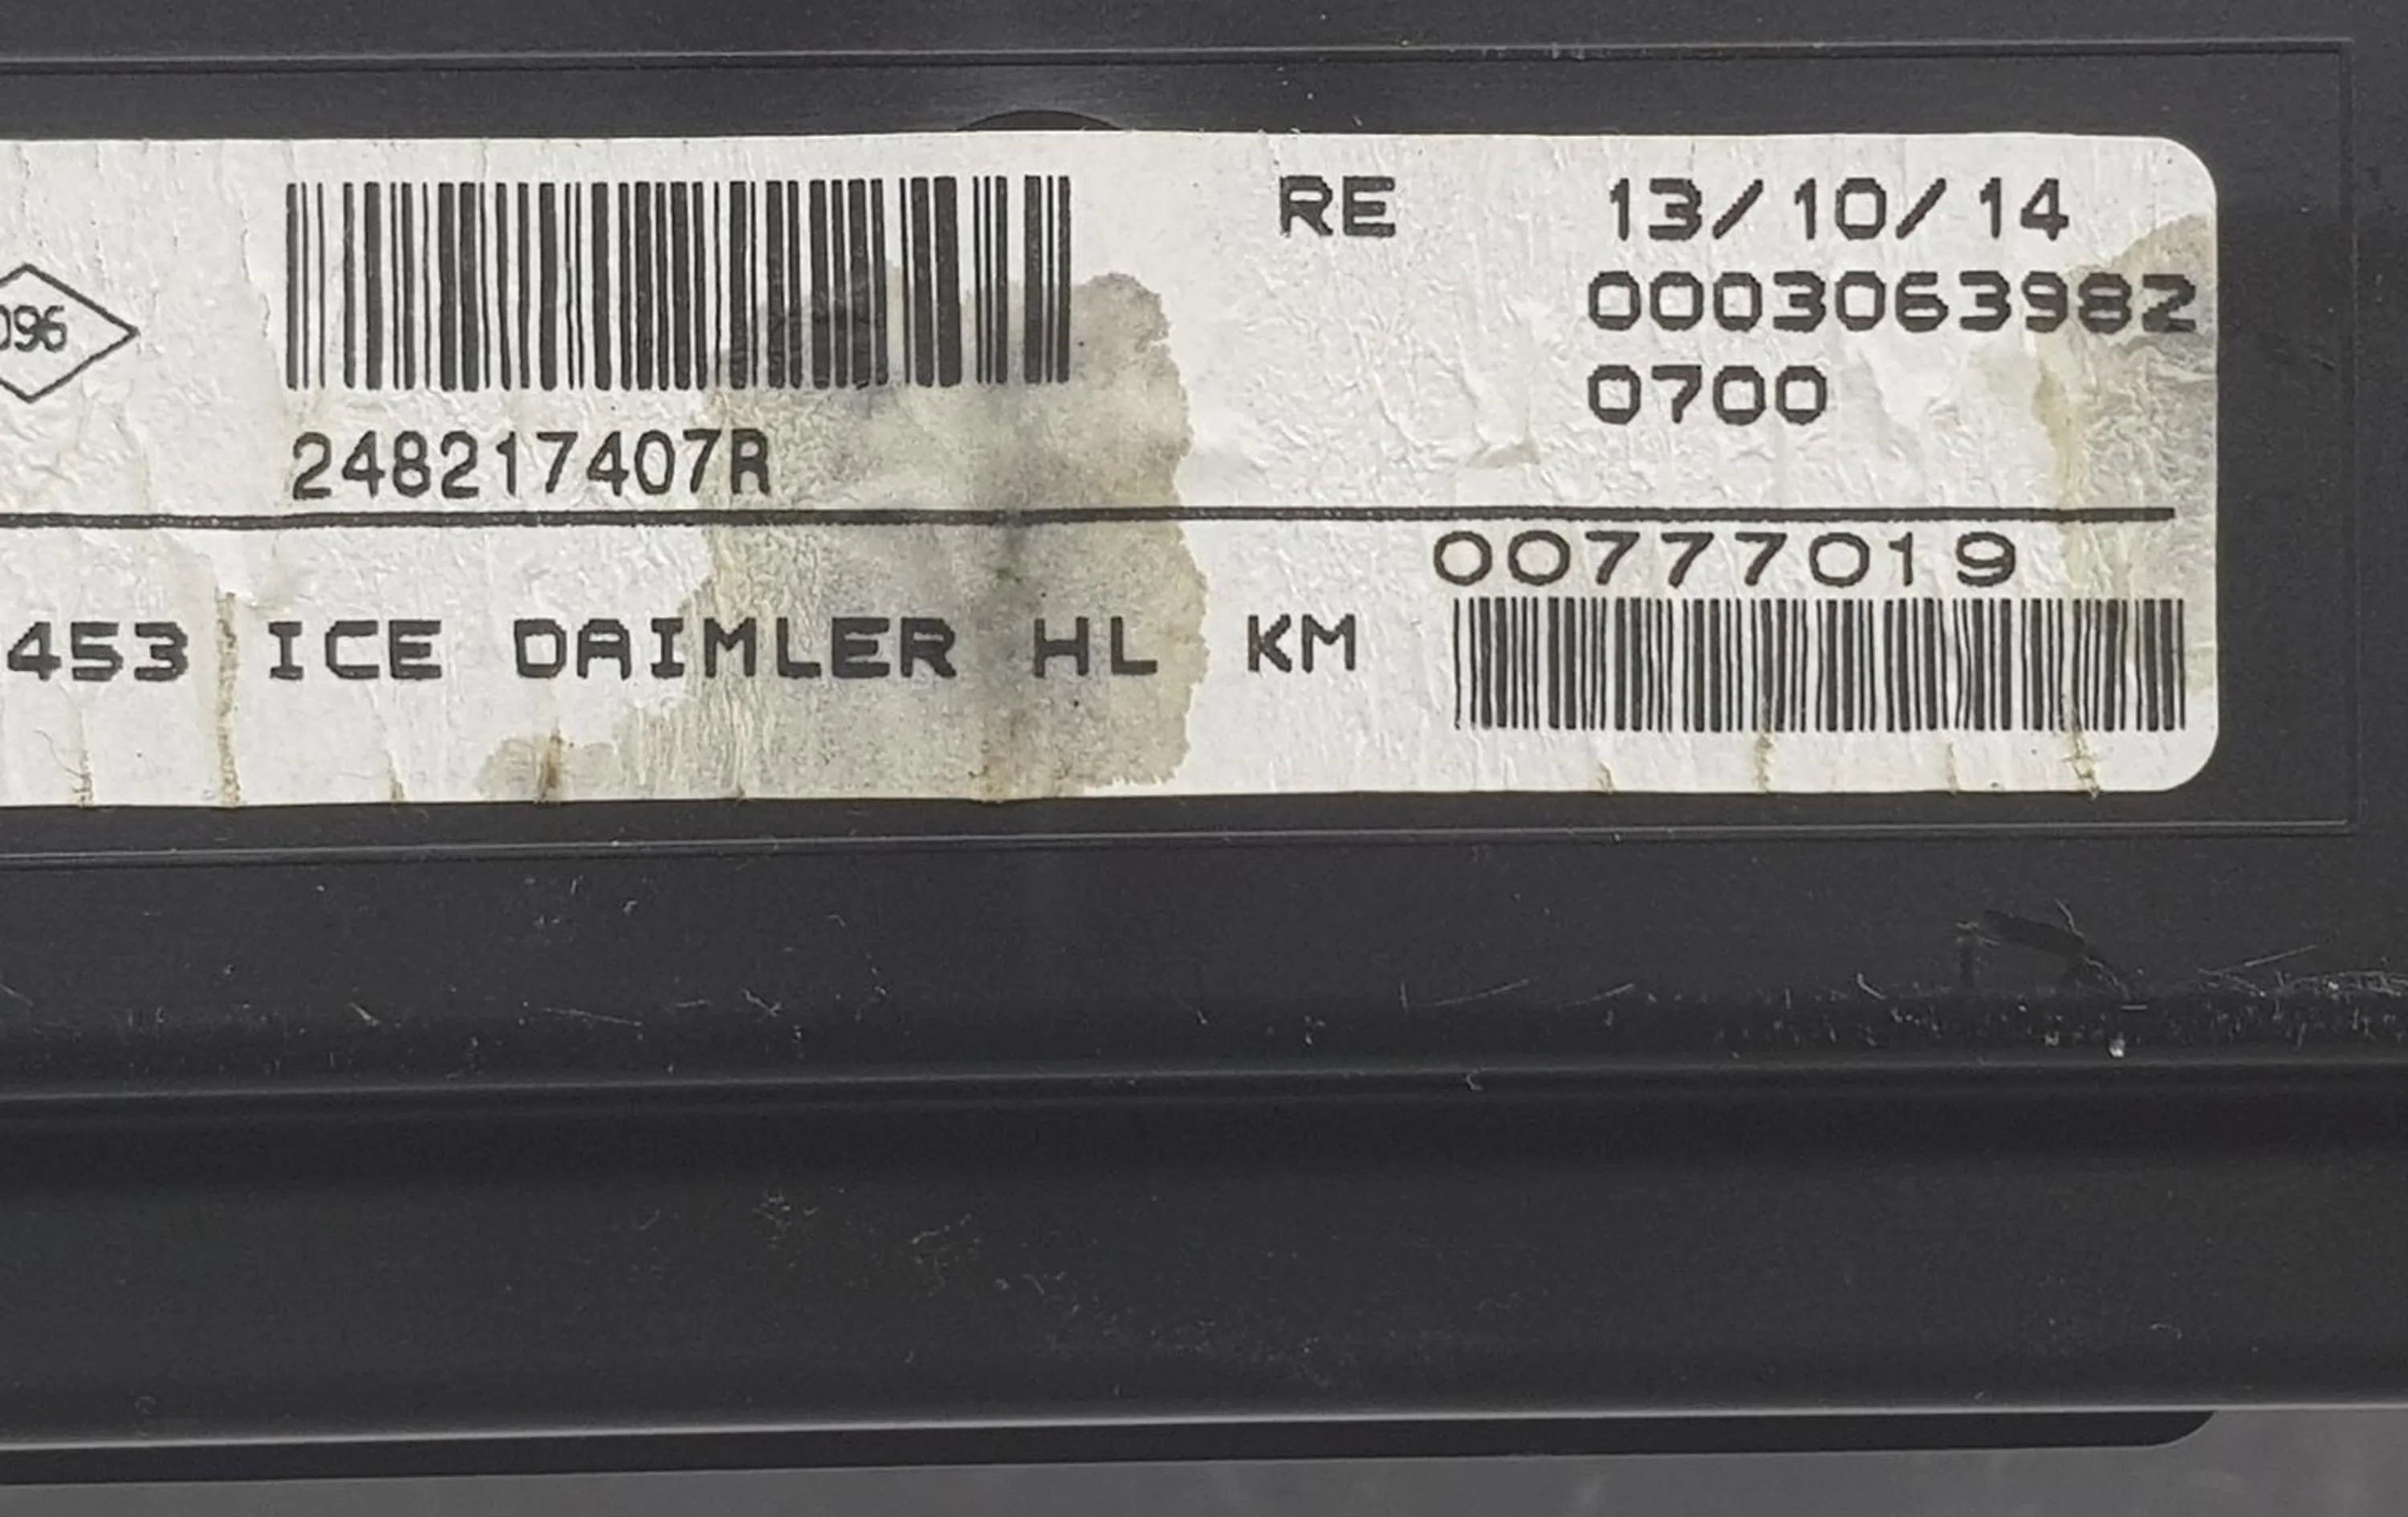 RE 13/10/14
096 0003063982
0700
248217407R
00777019
453 ICE DAIMLER HL KM